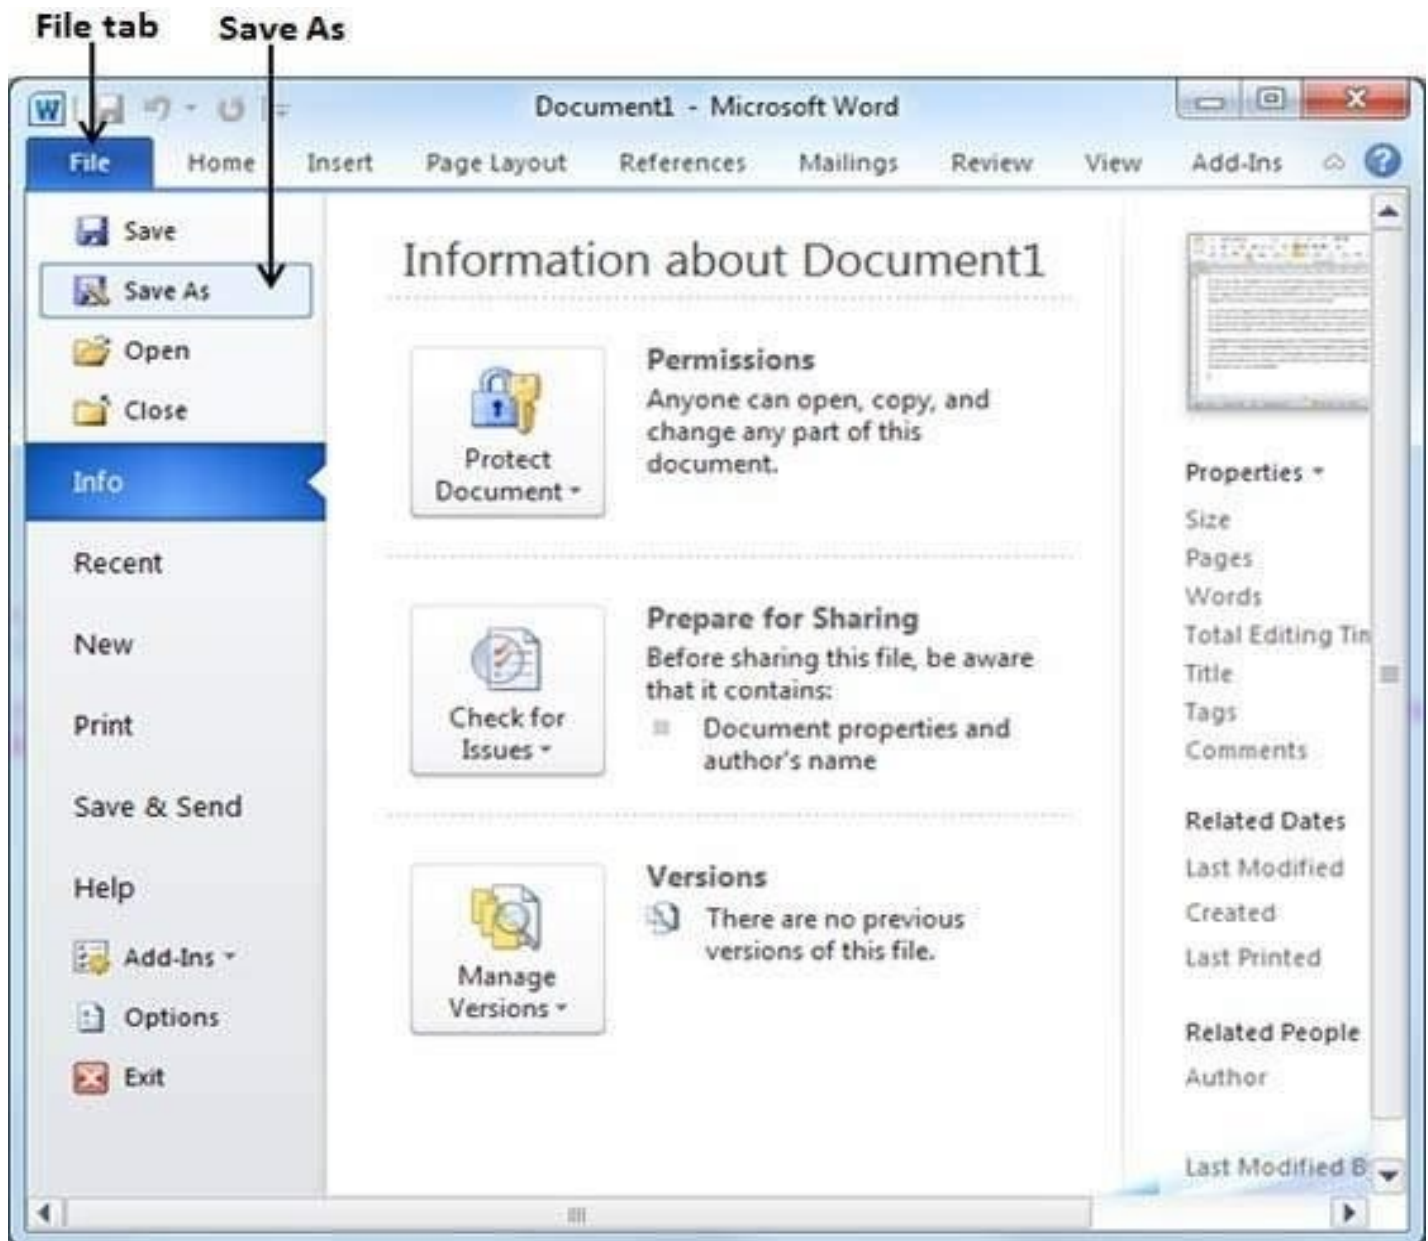 File tab Save As
W
Document1 - Microsoft Word
File Home Insert Page Layout References Mailings Review View Add-Ins
Save
Save As
Open
Close
Info
Recent
New
Print
Save & Send
Help
Add-Ins
Options
Exit
Information about Document1
Protect
Document
Permissions
Anyone can open, copy, and
change any part of this
document.
Check for
Issues
Prepare for Sharing
Before sharing this file, be aware
that it contains:
Document properties and
author's name
Manage
Versions
Versions
There are no previous
versions of this file.
Properties
Size
Pages
Words
Total Editing Tim
Title
Tags
Comments
Related Dates
Last Modified
Created
Last Printed
Related People
Author
Last Modified B